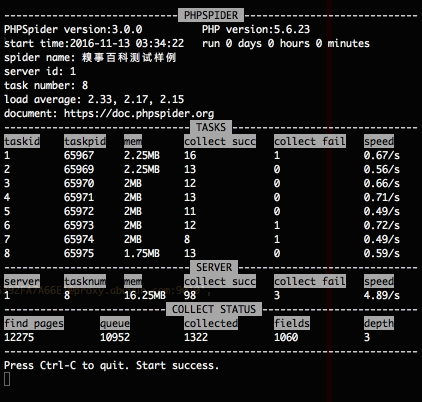 PHPSPIDER
PHPSpider version:3.0.0 PHP version:5.6.23
start time:2016-11-13 03:34:22 run 0 days 0 hours 0 minutes
spider name: 糗事百科测试样例
server id: 1
task number: 8
load average: 2.33, 2.17, 2.15
document: https://doc.phpspider.org
TASKS
taskid taskpid mem collect succ collect fail speed
1 65967 2.25MB 16 1 0.67/s
2 65969 2.25MB 13 0 0.56/s
3 65970 2MB 12 0 0.66/s
4 65971 2MB 13 0 0.71/s
5 65972 2MB 11 0 0.49/s
6 65973 2MB 12 1 0.72/s
7 65974 2MB 8 1 0.49/s
8 65975 1.75MB 13 0 0.59/s
SERVER
server tasknum mem collect succ collect fail speed
1 8 16.25MB 98 3 4.89/s
COLLECT STATUS
find pages queue collected fields depth
12275 10952 1322 1060 3
Press Ctrl-C to quit. Start success.